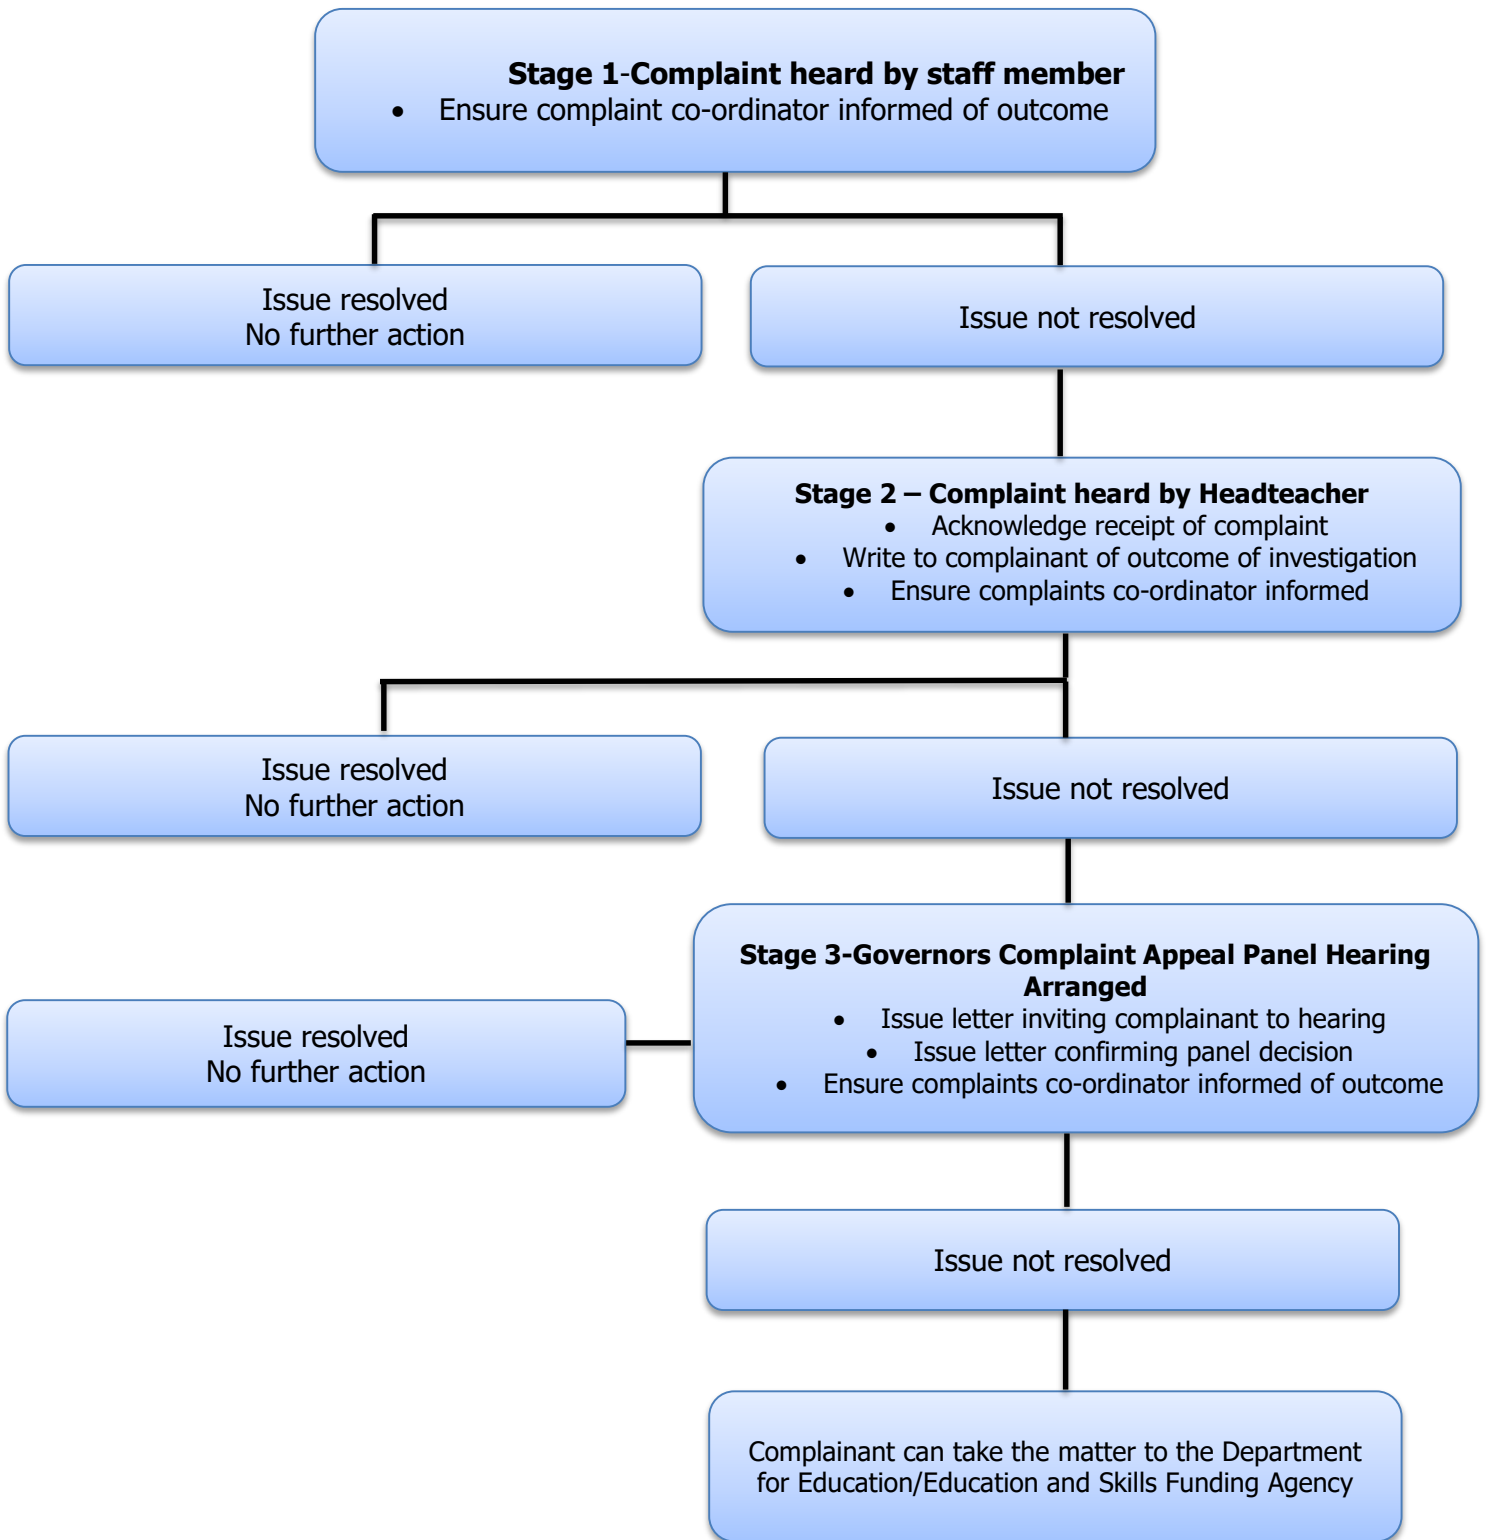 Stage 1-Complaint heard by staff member
• Ensure complaint co-ordinator informed of outcome
Issue resolved
No further action
Issue not resolved
Stage 2 – Complaint heard by Headteacher
• Acknowledge receipt of complaint
• Write to complainant of outcome of investigation
• Ensure complaints co-ordinator informed
Issue resolved
No further action
Issue not resolved
Stage 3-Governors Complaint Appeal Panel Hearing
Arranged
• Issue letter inviting complainant to hearing
• Issue letter confirming panel decision
• Ensure complaints co-ordinator informed of outcome
Issue resolved
No further action
Issue not resolved
Complainant can take the matter to the Department
for Education/Education and Skills Funding Agency